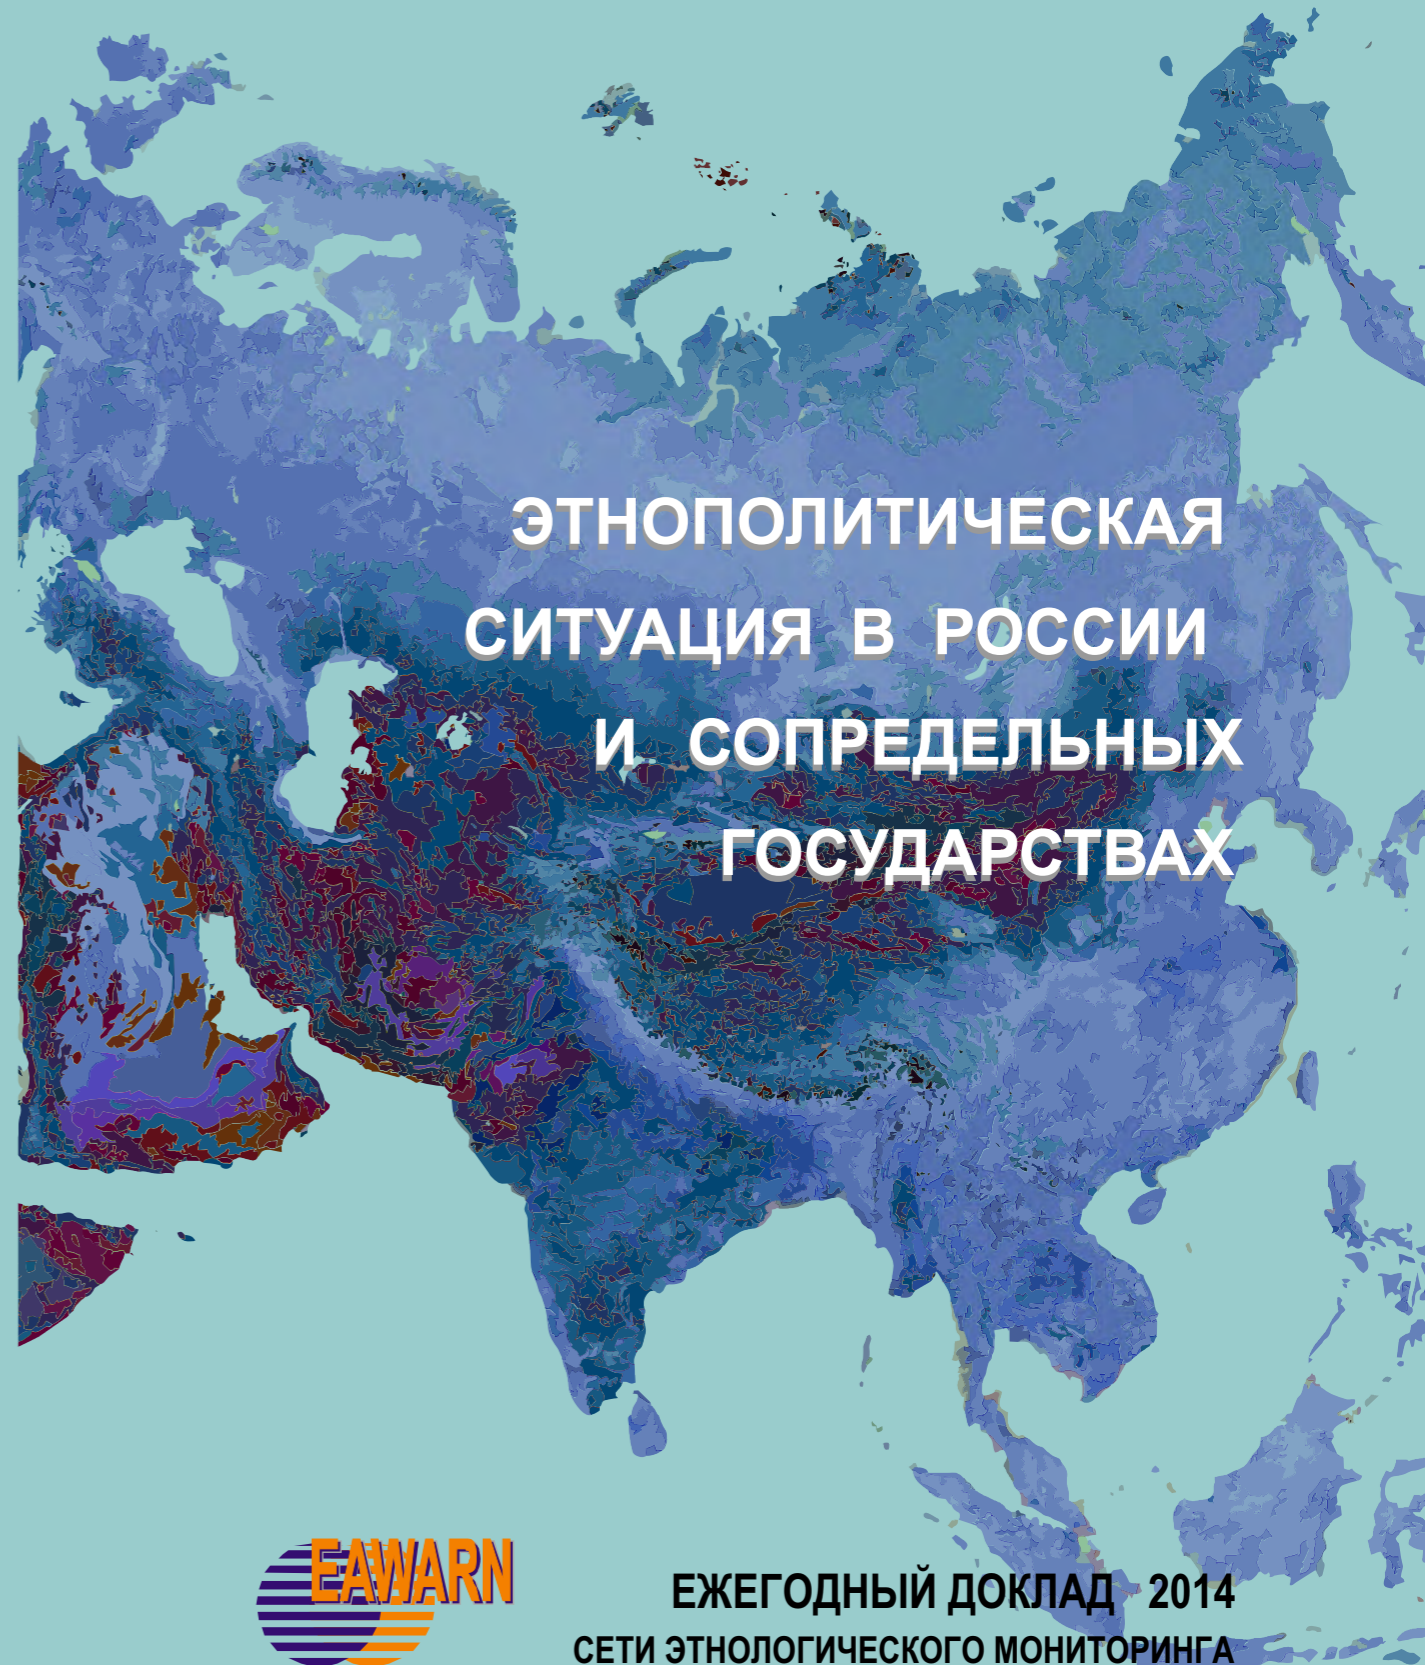 ЭТНОПОЛИТИЧЕСКАЯ
СИТУАЦИЯ В РОССИИ
И СОПРЕДЕЛЬНЫХ
ГОСУДАРСТВАХ
EAWARN
ЕЖЕГОДНЫЙ ДОКЛАД 2014
СЕТИ ЭТНОЛОГИЧЕСКОГО МОНИТОРИНГА